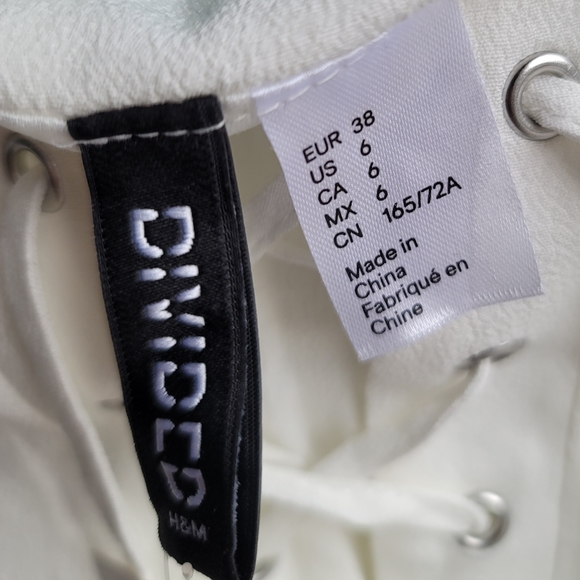 DIVIDED
H&M
EUR 38
US 6
CA 6
MX 6
CN 165/72A
Made in
China
Fabriqué en
Chine